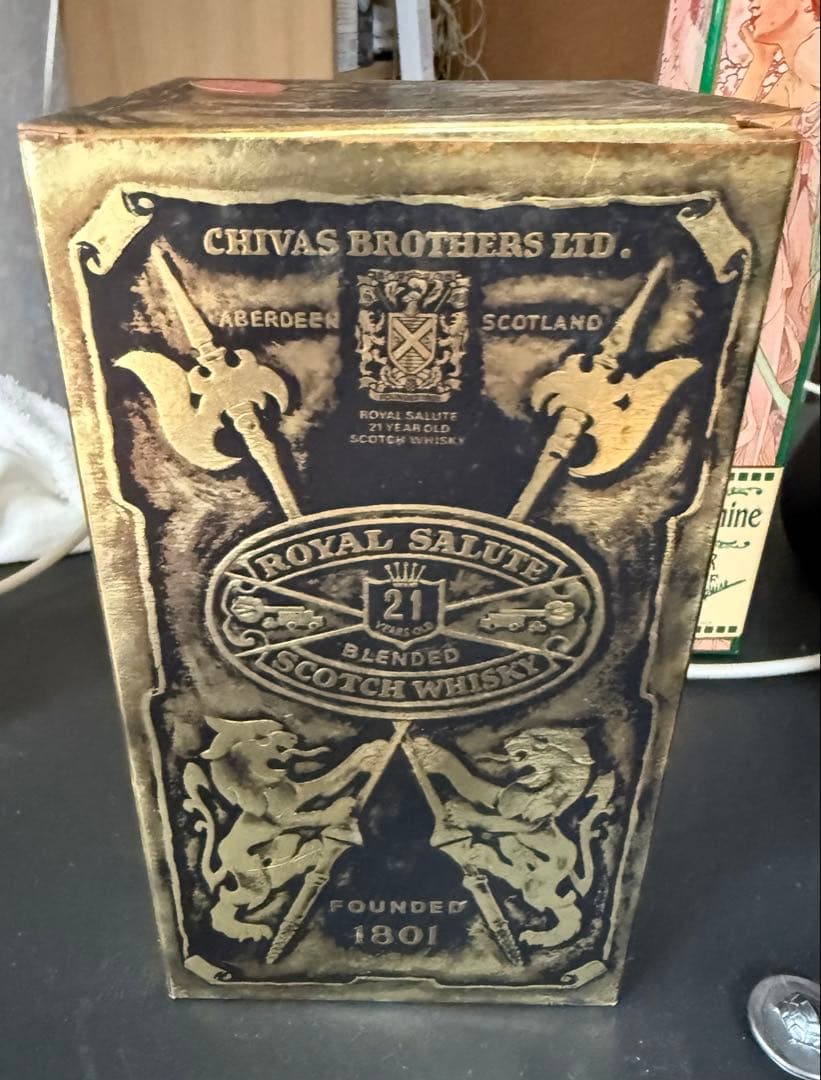 CHIVAS BROTHERS LTD.
ABERDEEN SCOTLAND
ROYAL SALUTE
21 YEAR OLD
SCOTCH WHISKY
ROYAL SALUTE
21
YEARS OLD
BLENDED
SCOTCH WHISKY
FOUNDED
1801